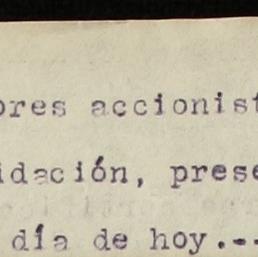 ores accionist
idación, prese
día de hoy.--